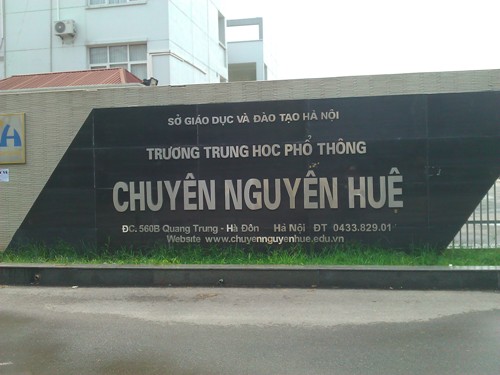 SỞ GIÁO DỤC VÀ ĐÀO TẠO HÀ NỘI
TRƯỜNG TRUNG HỌC PHỔ THÔNG
CHUYÊN NGUYỄN HUỆ
ĐC. 560B Quang Trung - Hà Đông Hà Nội ĐT 0433.829.01
Website www.chuyennguyenhue.edu.vn
A